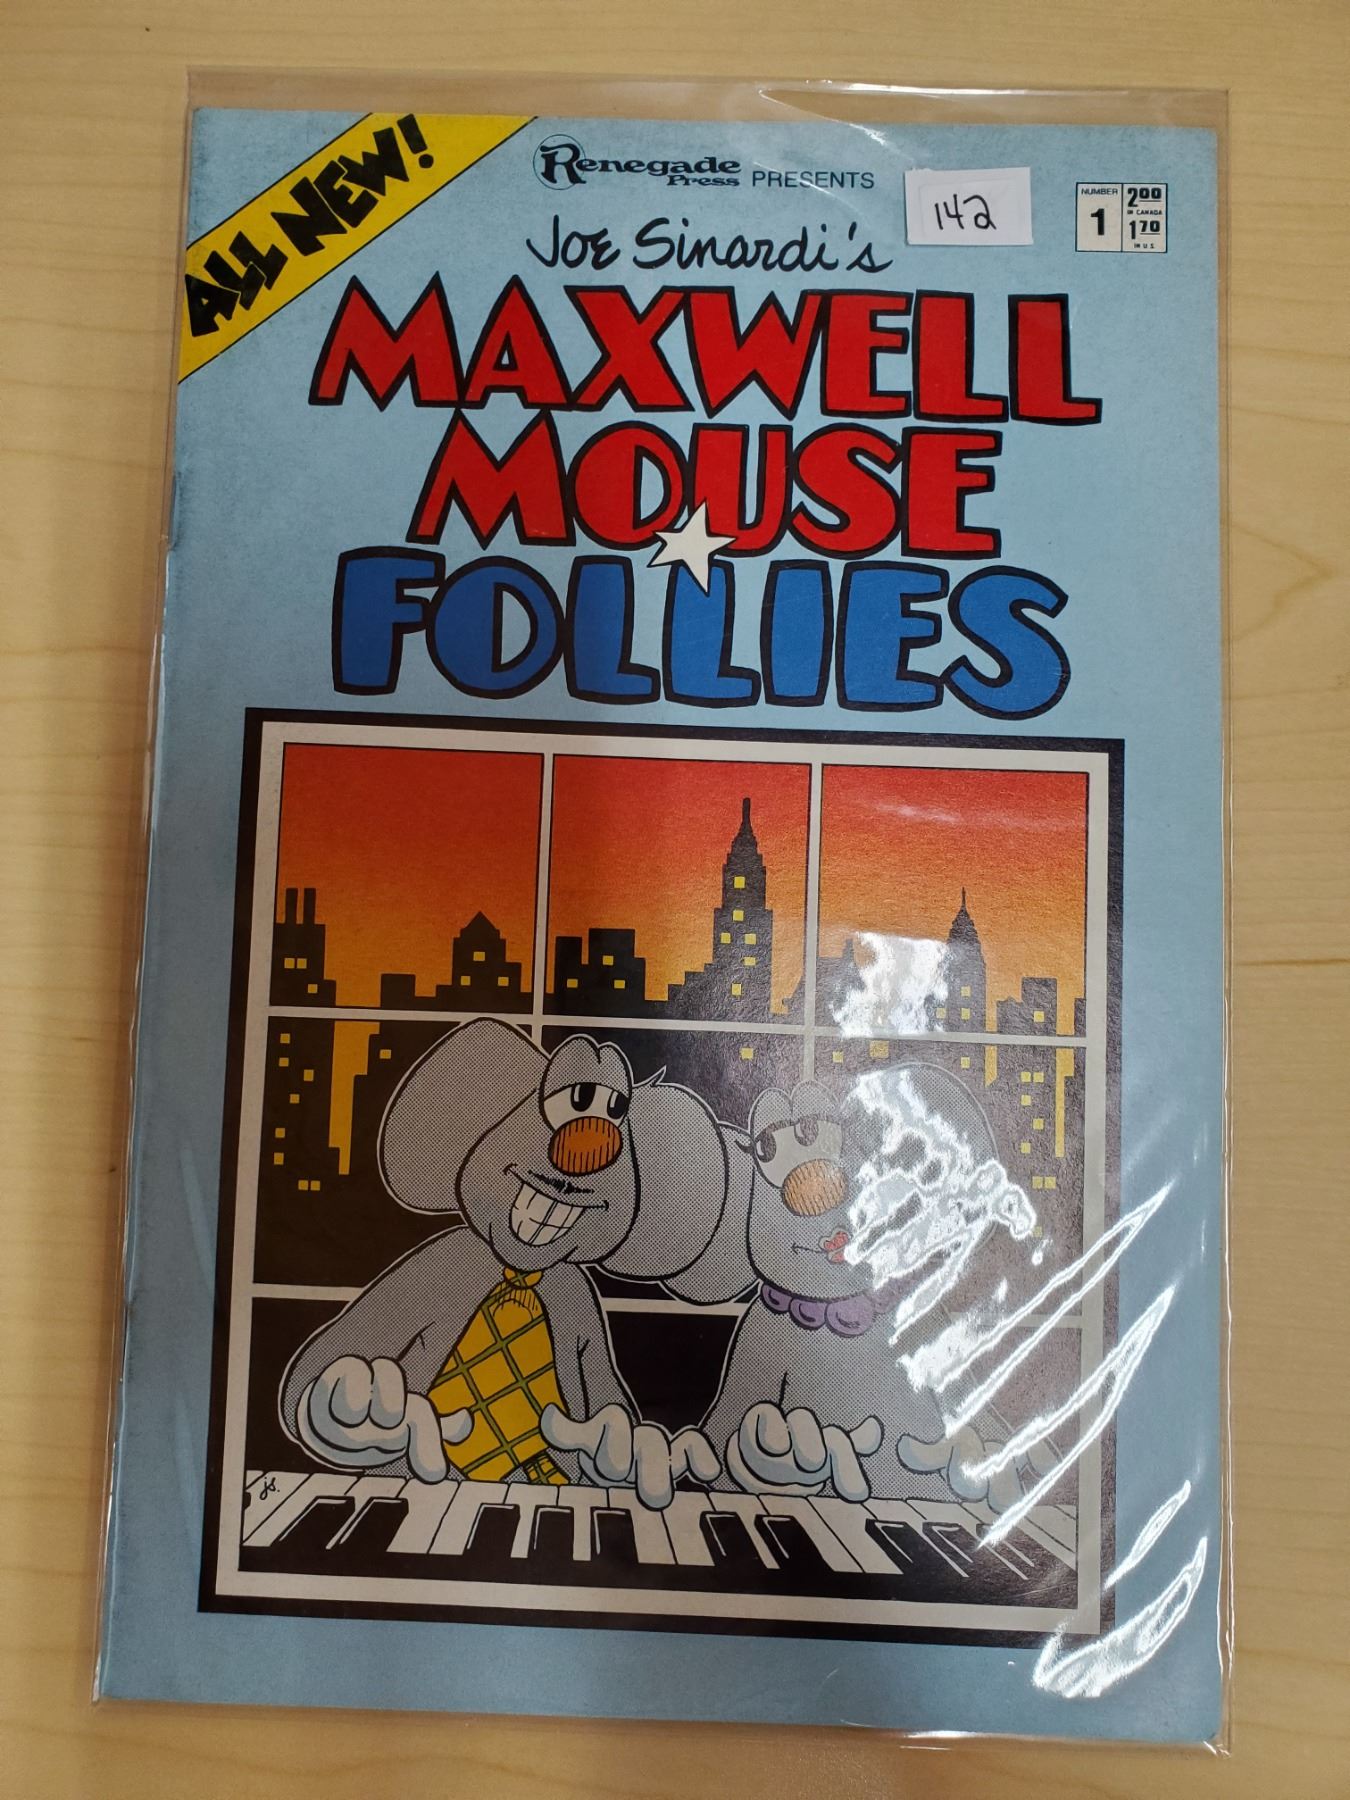 ALL NEW!
Renegade Press PRESENTS
142
NUMBER 1
2.00 IN CANADA
1.70 IN U.S.
Joe Sinardi's
MAXWELL
MOUSE
FOLLIES
js.